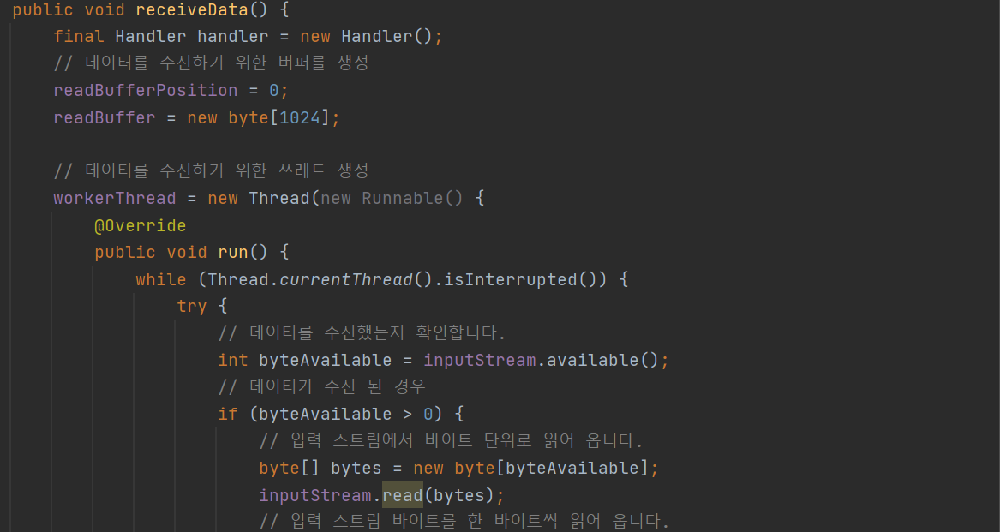 public void receiveData() {
final Handler handler = new Handler();
// 데이터를 수신하기 위한 버퍼를 생성
readBufferPosition = 0;
readBuffer = new byte[1024];
// 데이터를 수신하기 위한 쓰레드 생성
workerThread = new Thread(new Runnable() {
@Override
public void run() {
while (Thread.currentThread().isInterrupted()) {
try {
// 데이터를 수신했는지 확인합니다.
int byteAvailable = inputStream.available();
// 데이터가 수신 된 경우
if (byteAvailable > 0) {
// 입력 스트림에서 바이트 단위로 읽어 옵니다.
byte[] bytes = new byte[byteAvailable];
inputStream.read(bytes);
// 입력 스트림 바이트를 한 바이트씩 읽어 옵니다.